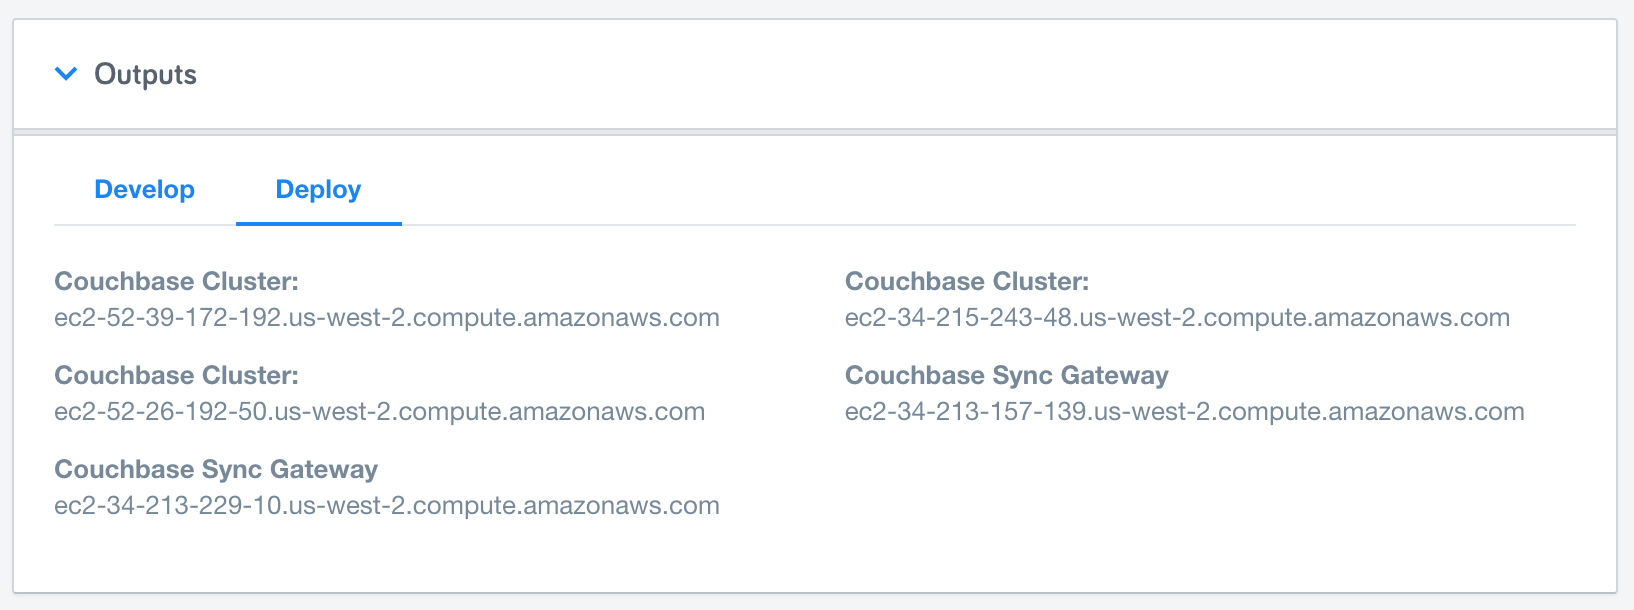 Outputs
Develop
Deploy
Couchbase Cluster:
ec2-52-39-172-192.us-west-2.compute.amazonaws.com
Couchbase Cluster:
ec2-34-215-243-48.us-west-2.compute.amazonaws.com
Couchbase Cluster:
ec2-52-26-192-50.us-west-2.compute.amazonaws.com
Couchbase Sync Gateway
ec2-34-213-157-139.us-west-2.compute.amazonaws.com
Couchbase Sync Gateway
ec2-34-213-229-10.us-west-2.compute.amazonaws.com